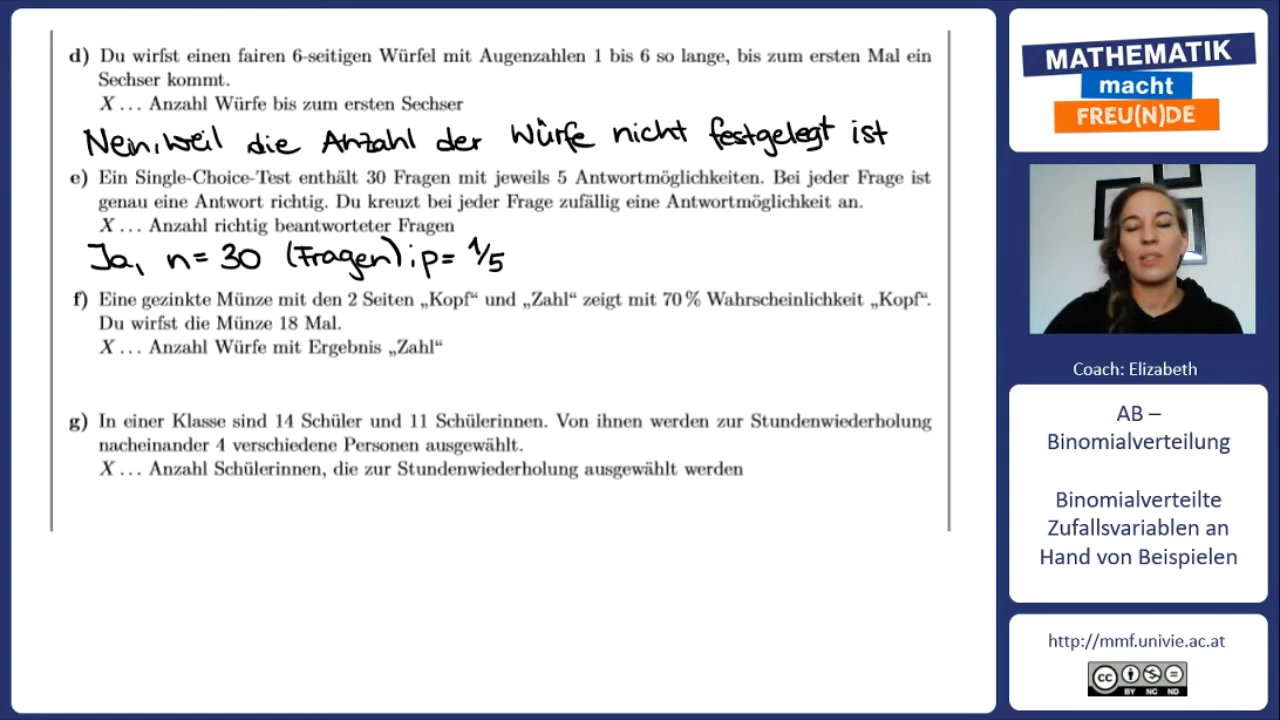 d) Du wirfst einen fairen 6-seitigen Würfel mit Augenzahlen 1 bis 6 so lange, bis zum ersten Mal ein
Sechser kommt.
X … Anzahl Würfe bis zum ersten Sechser
Nein, weil die Anzahl der Würfe nicht festgelegt ist
e) Ein Single-Choice-Test enthält 30 Fragen mit jeweils 5 Antwortmöglichkeiten. Bei jeder Frage ist
genau eine Antwort richtig. Du kreuzt bei jeder Frage zufällig eine Antwortmöglichkeit an.
X … Anzahl richtig beantworteter Fragen
Ja, n = 30 (Fragen); p = 1/5
f) Eine gezinkte Münze mit den 2 Seiten „Kopf“ und „Zahl“ zeigt mit 70 % Wahrscheinlichkeit „Kopf“.
Du wirfst die Münze 18 Mal.
X … Anzahl Würfe mit Ergebnis „Zahl“
g) In einer Klasse sind 14 Schüler und 11 Schülerinnen. Von ihnen werden zur Stundenwiederholung
nacheinander 4 verschiedene Personen ausgewählt.
X … Anzahl Schülerinnen, die zur Stundenwiederholung ausgewählt werden
MATHEMATIK
macht
FREU(N)DE
Coach: Elizabeth
AB –
Binomialverteilung
Binomialverteilte
Zufallsvariablen an
Hand von Beispielen
http://mmf.univie.ac.at
cc
BY NC ND